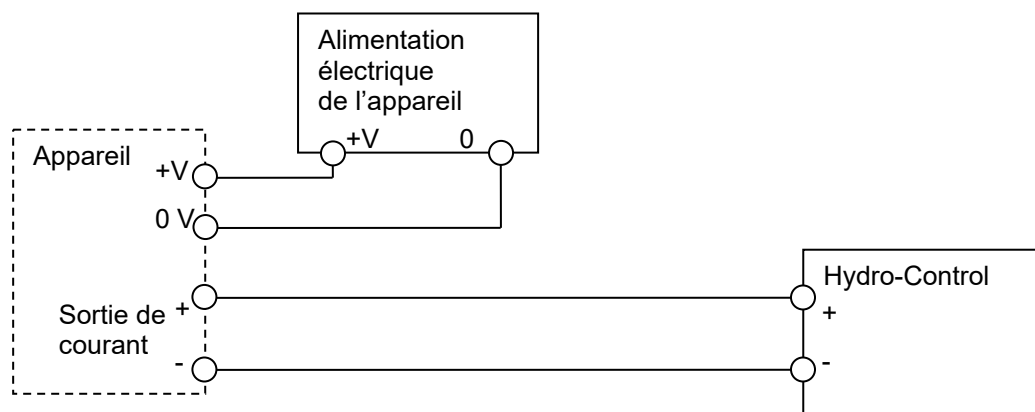 Alimentation
électrique
de l’appareil
+V
0
Appareil
+V
0 V
Sortie de
courant
+
-
Hydro-Control
+
-